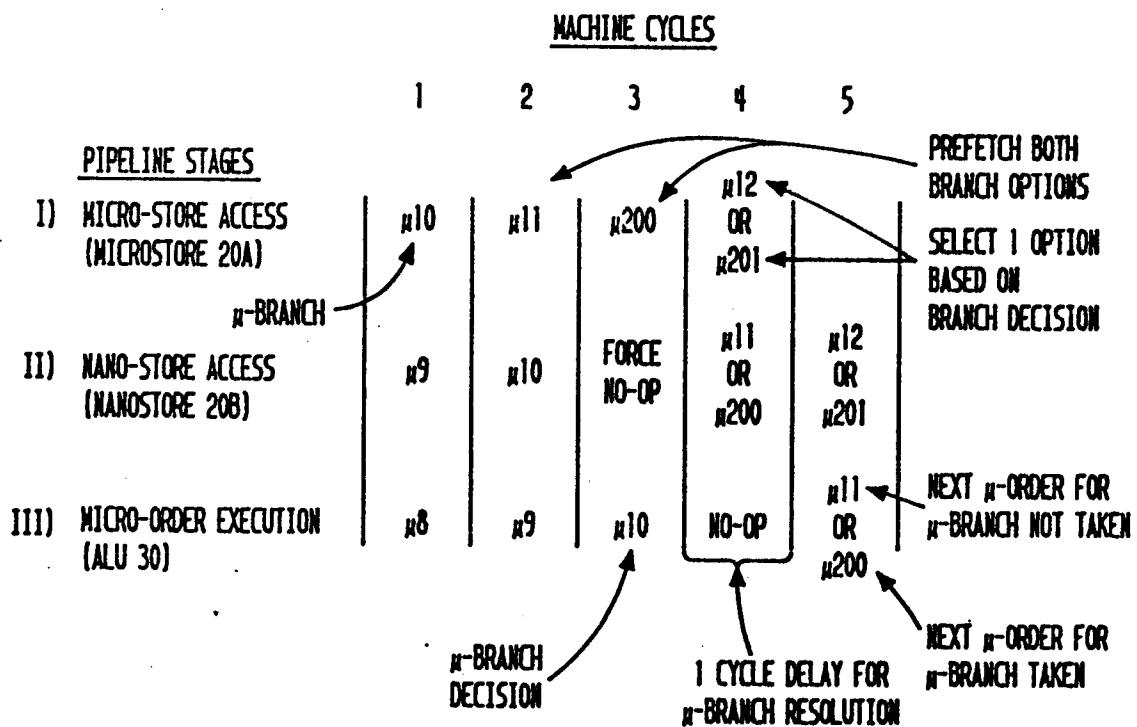 MACHINE CYCLES
1 2 3 4 5
PIPELINE STAGES
PREFETCH BOTH
BRANCH OPTIONS
I) MICRO-STORE ACCESS
(MICROSTORE 20A)
µ10
µ11
µ200
µ12
OR
µ201
SELECT 1 OPTION
BASED ON
BRANCH DECISION
µ-BRANCH
II) NANO-STORE ACCESS
(NANOSTORE 20B)
µ9
µ10
FORCE
NO-OP
µ11
OR
µ200
µ12
OR
µ201
III) MICRO-ORDER EXECUTION
(ALU 30)
µ8
µ9
µ10
NO-OP
µ11
OR
µ200
NEXT µ-ORDER FOR
µ-BRANCH NOT TAKEN
µ-BRANCH
DECISION
1 CYCLE DELAY FOR
µ-BRANCH RESOLUTION
NEXT µ-ORDER FOR
µ-BRANCH TAKEN